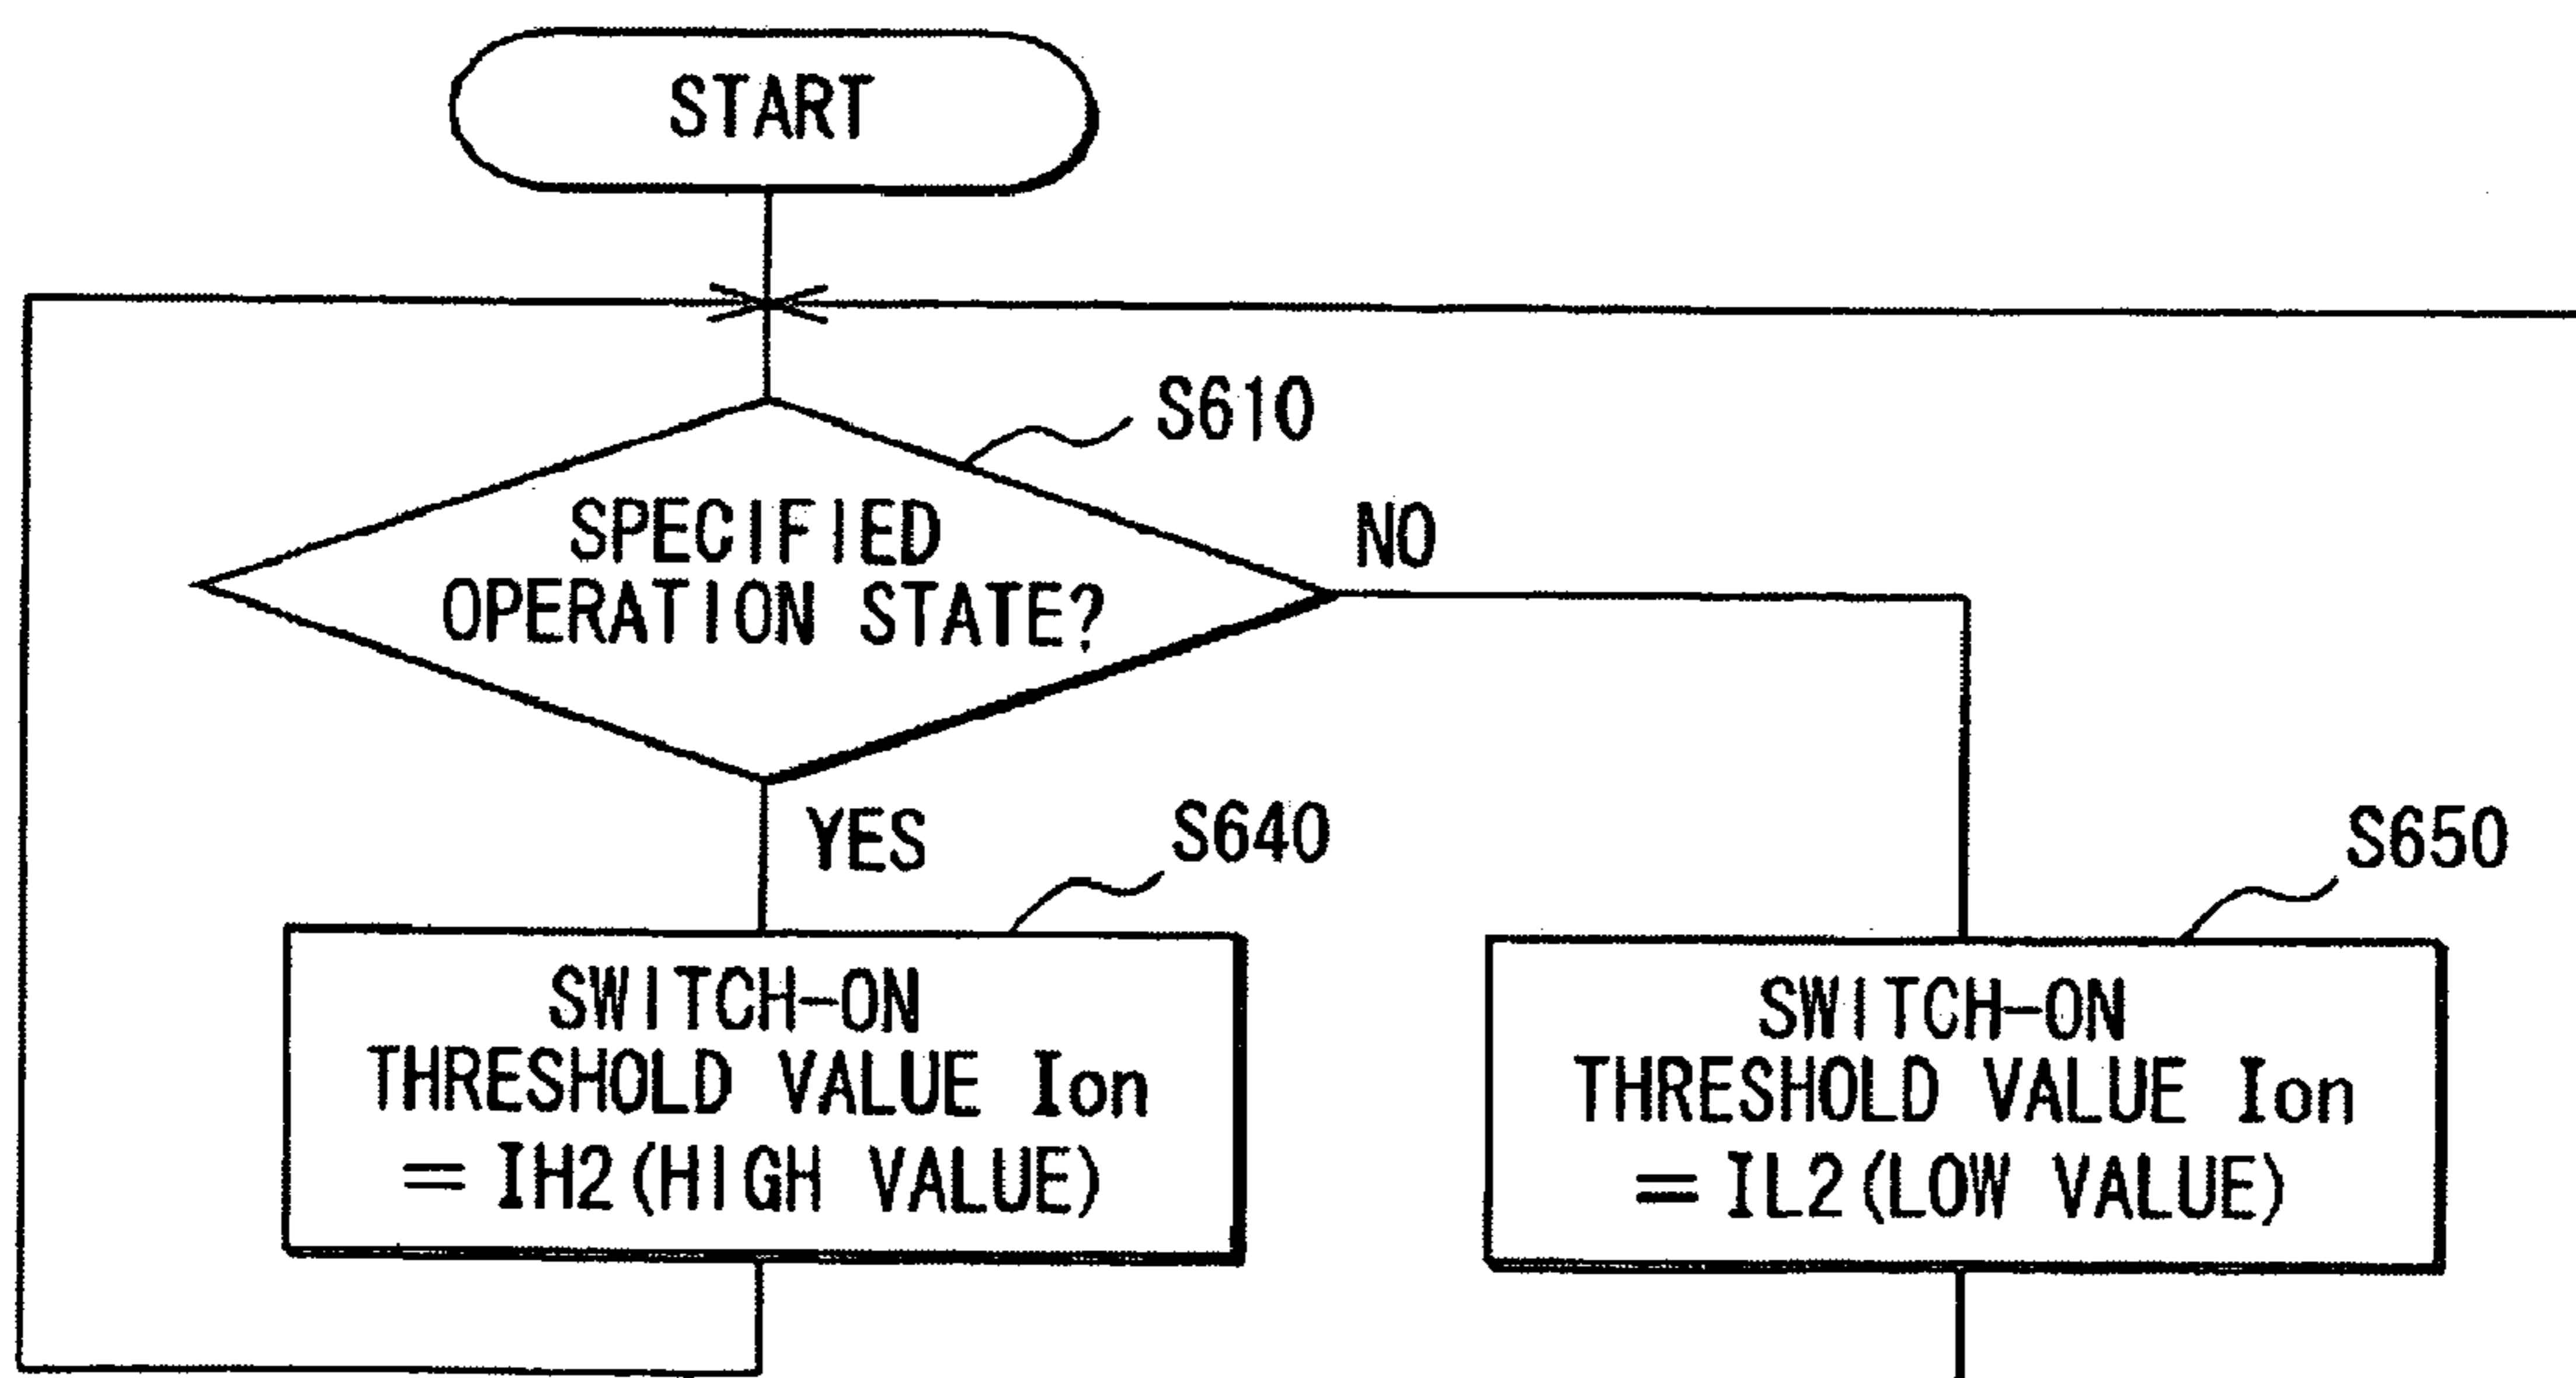 START
S610
SPECIFIED
OPERATION STATE?
NO
YES
S640
SWITCH-ON
THRESHOLD VALUE Ion
= IH2(HIGH VALUE)
S650
SWITCH-ON
THRESHOLD VALUE Ion
= IL2(LOW VALUE)